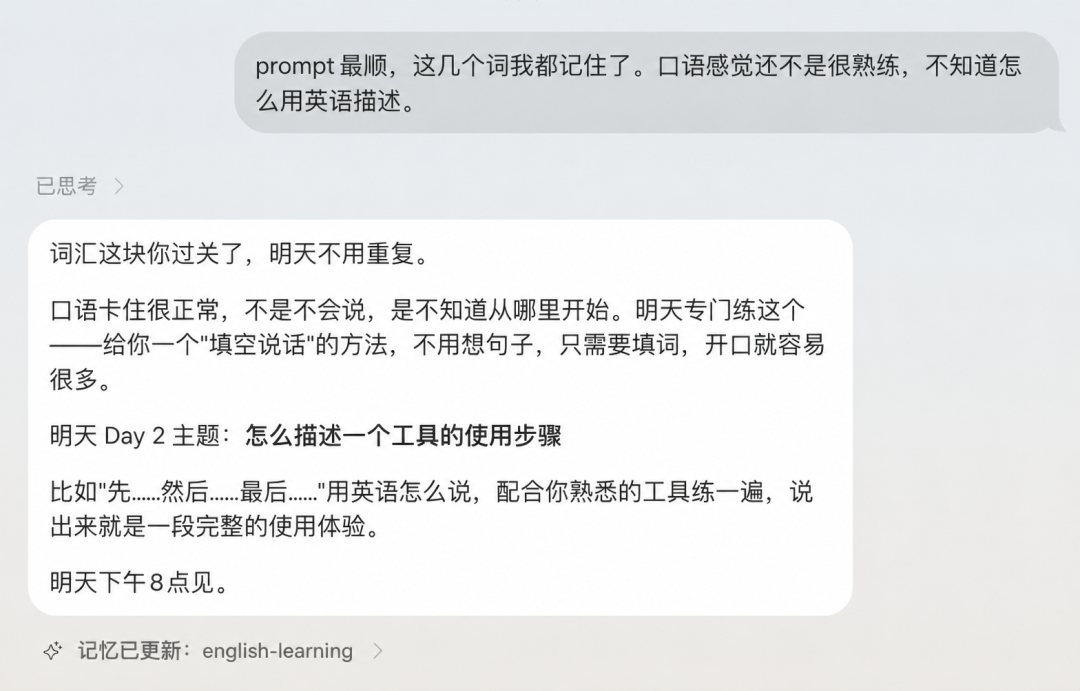 prompt 最顺，这几个词我都记住了。口语感觉还不是很熟练，不知道怎
么用英语描述。
已思考 >
词汇这块你过关了，明天不用重复。
口语卡住很正常，不是不会说，是不知道从哪里开始。明天专门练这个
——给你一个"填空说话"的方法，不用想句子，只需要填词，开口就容易
很多。
明天 Day 2 主题：怎么描述一个工具的使用步骤
比如"先……然后……最后……"用英语怎么说，配合你熟悉的工具练一遍，说
出来就是一段完整的使用体验。
明天下午8点见。
记忆已更新：english-learning >